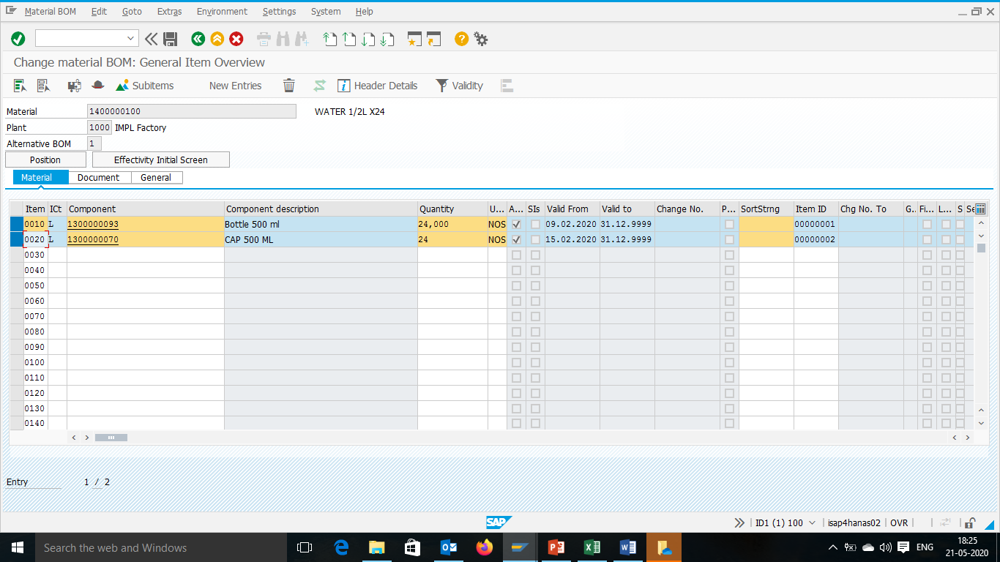 Material BOM Edit Goto Extras Environment Settings System Help
Change material BOM: General Item Overview
Subitems New Entries Header Details Validity
Material 1400000100 WATER 1/2L X24
Plant 1000 IMPL Factory
Alternative BOM 1
Position Effectivity Initial Screen
Material Document General
Item ICt Component Component description Quantity U... A... SIs Valid From Valid to Change No. P... SortStrng Item ID Chg No. To G.. Fi... L... S Se
0010 L 1300000093 Bottle 500 ml 24,000 NOS 09.02.2020 31.12.9999 00000001
0020 L 1300000070 CAP 500 ML 24 NOS 15.02.2020 31.12.9999 00000002
0030
0040
0050
0060
0070
0080
0090
0100
0110
0120
0130
0140
Entry 1 / 2
SAP ID1 (1) 100 isap4hanas02 OVR
Search the web and Windows ENG 18:25
21-05-2020